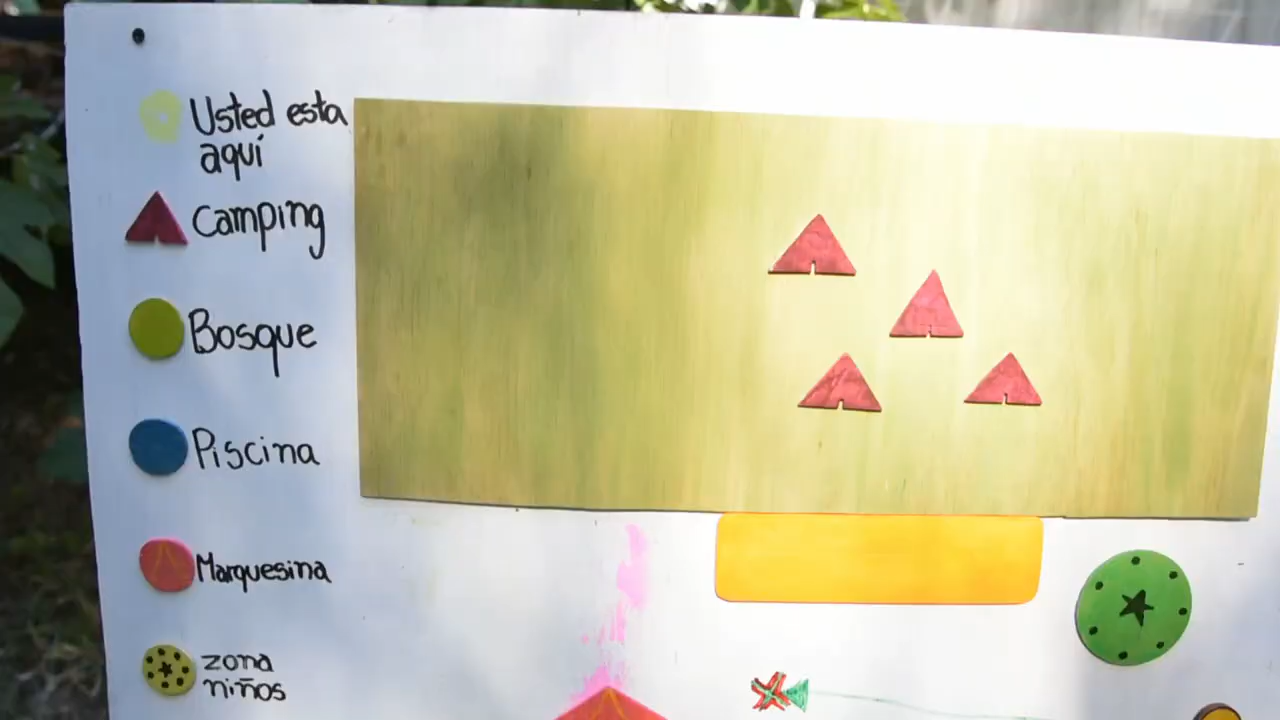 Usted esta
aquí
Camping
Bosque
Piscina
Marquesina
zona
niños